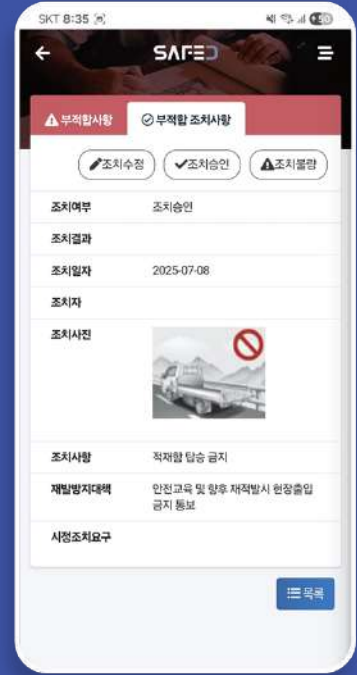 SKT 8:35
SAFED
부적합사항
부적합 조치사항
조치수정
조치승인
조치불량
조치여부 조치승인
조치결과
조치일자 2025-07-08
조치자
조치사진
조치사항 적재함 탑승 금지
재발방지대책 안전교육 및 향후 재적발시 현장출입
금지 통보
시정조치요구
목록